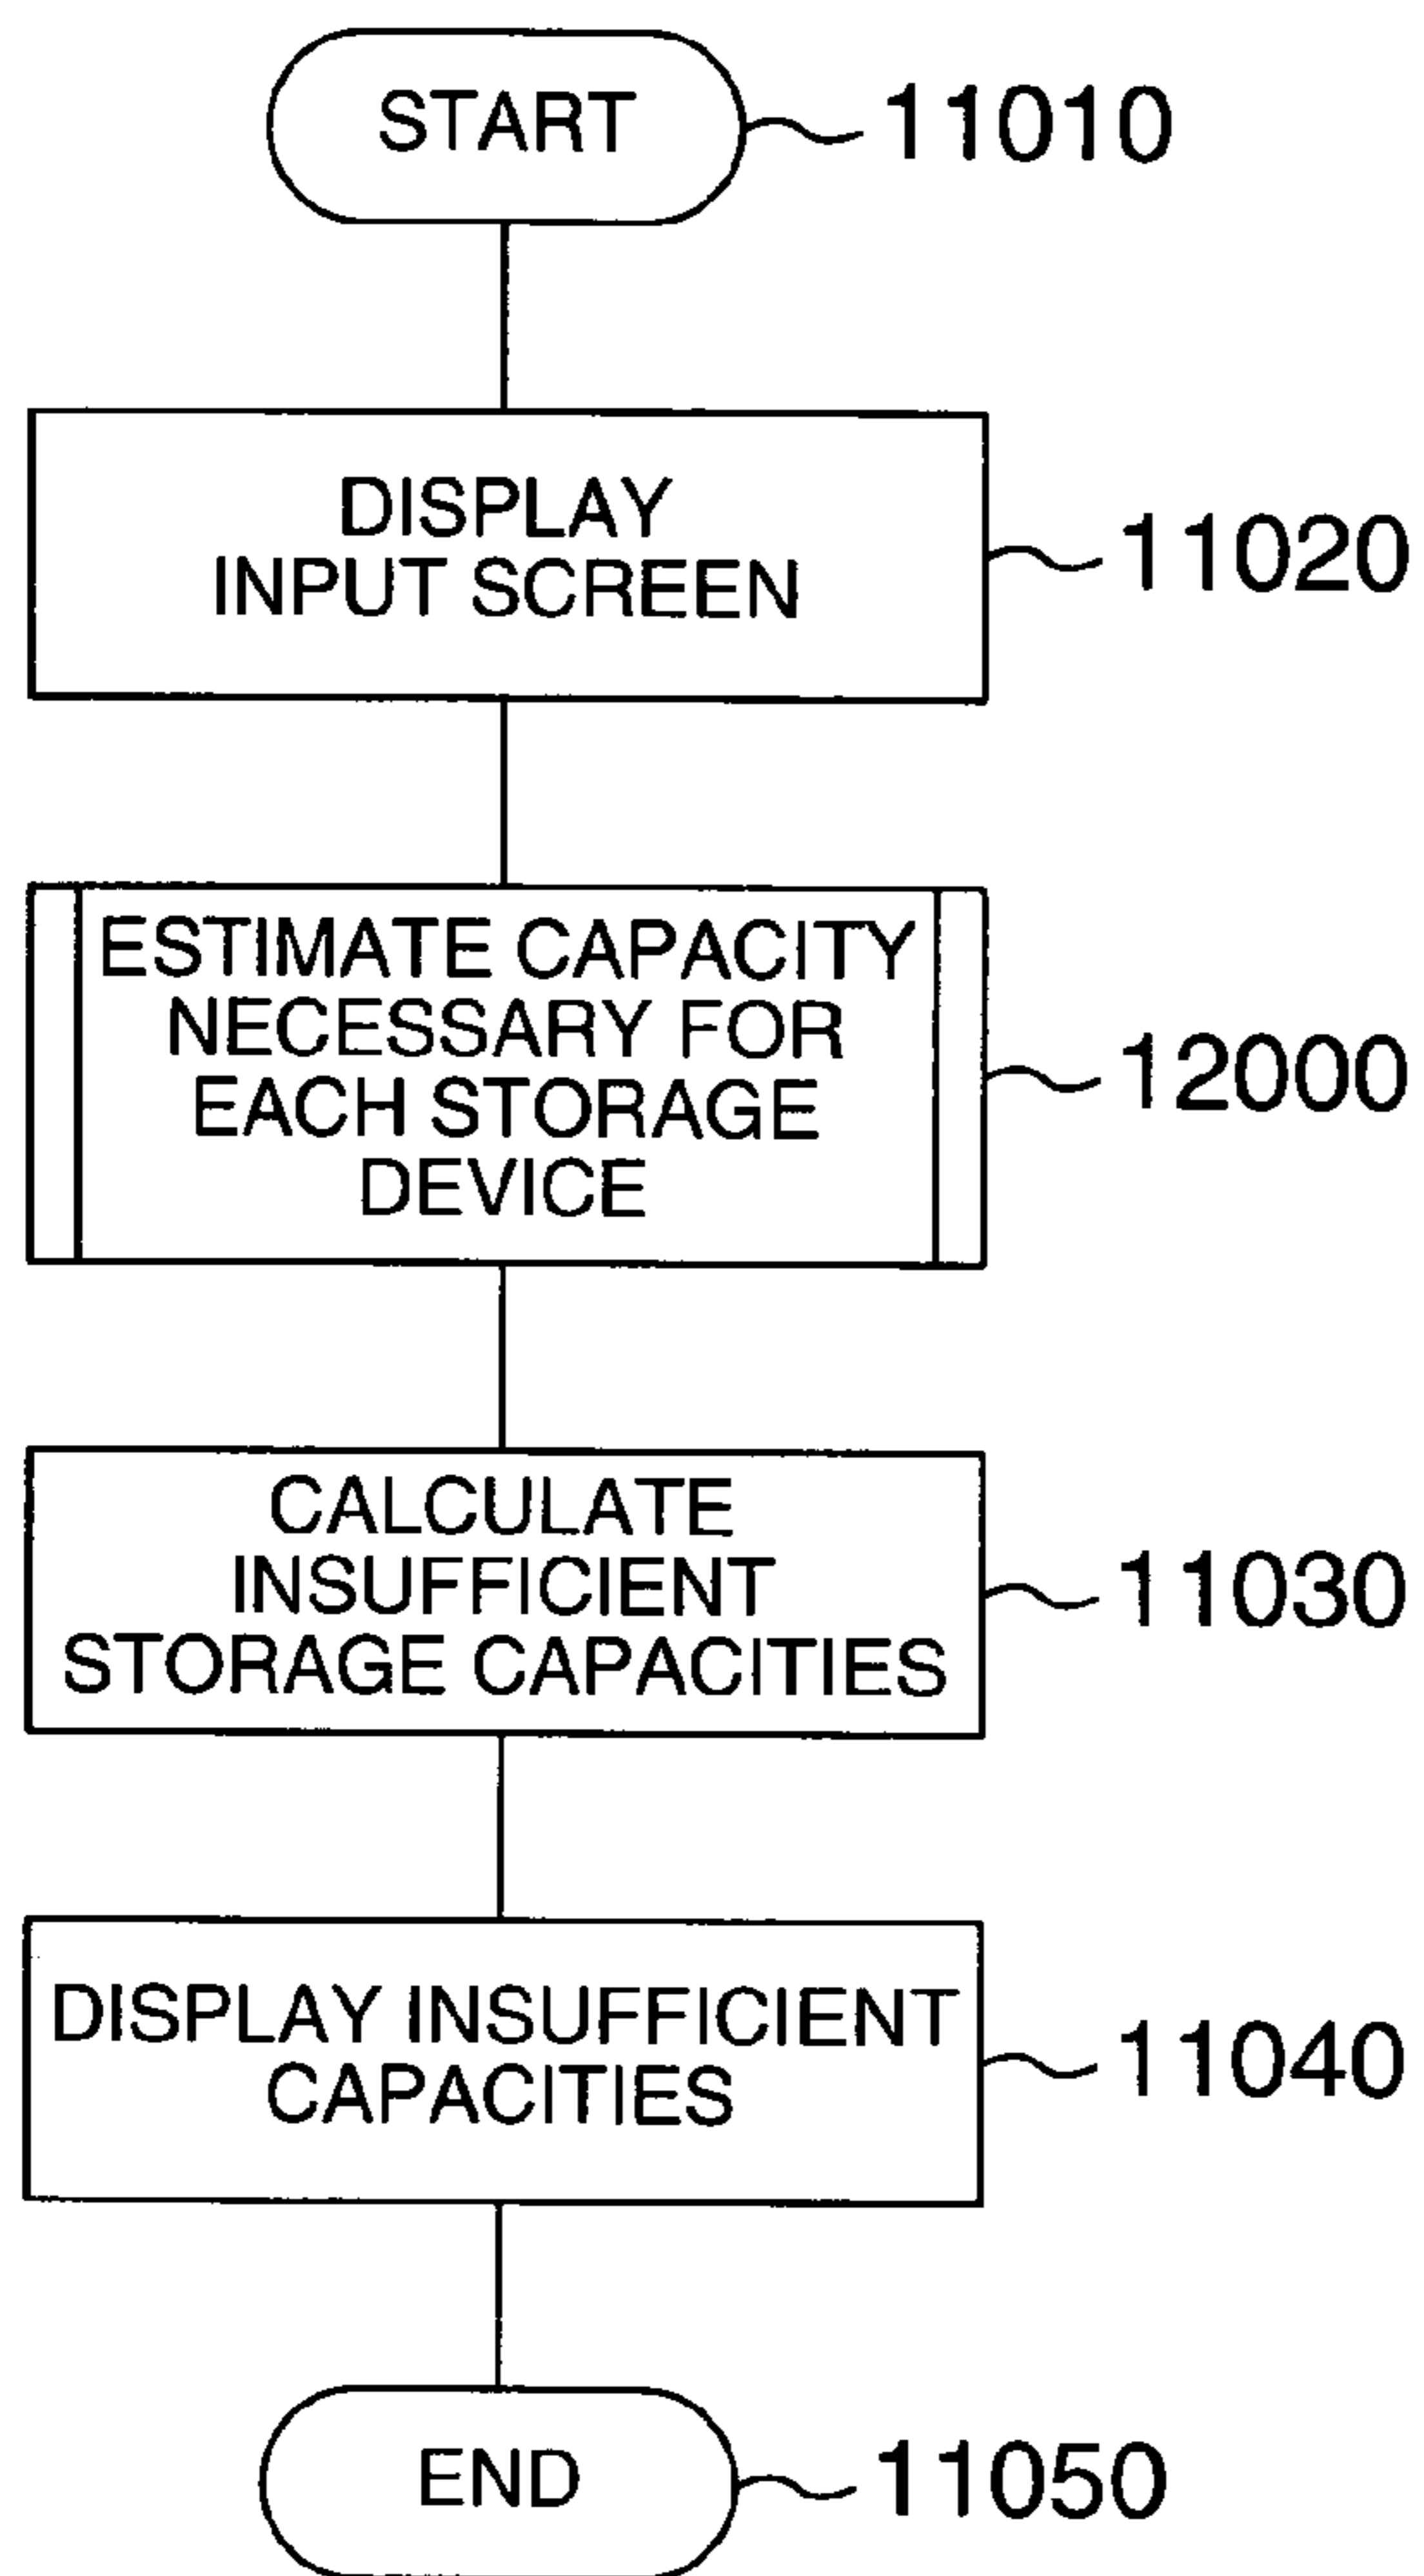 START
11010
DISPLAY
INPUT SCREEN
11020
ESTIMATE CAPACITY
NECESSARY FOR
EACH STORAGE
DEVICE
12000
CALCULATE
INSUFFICIENT
STORAGE CAPACITIES
11030
DISPLAY INSUFFICIENT
CAPACITIES
11040
END
11050